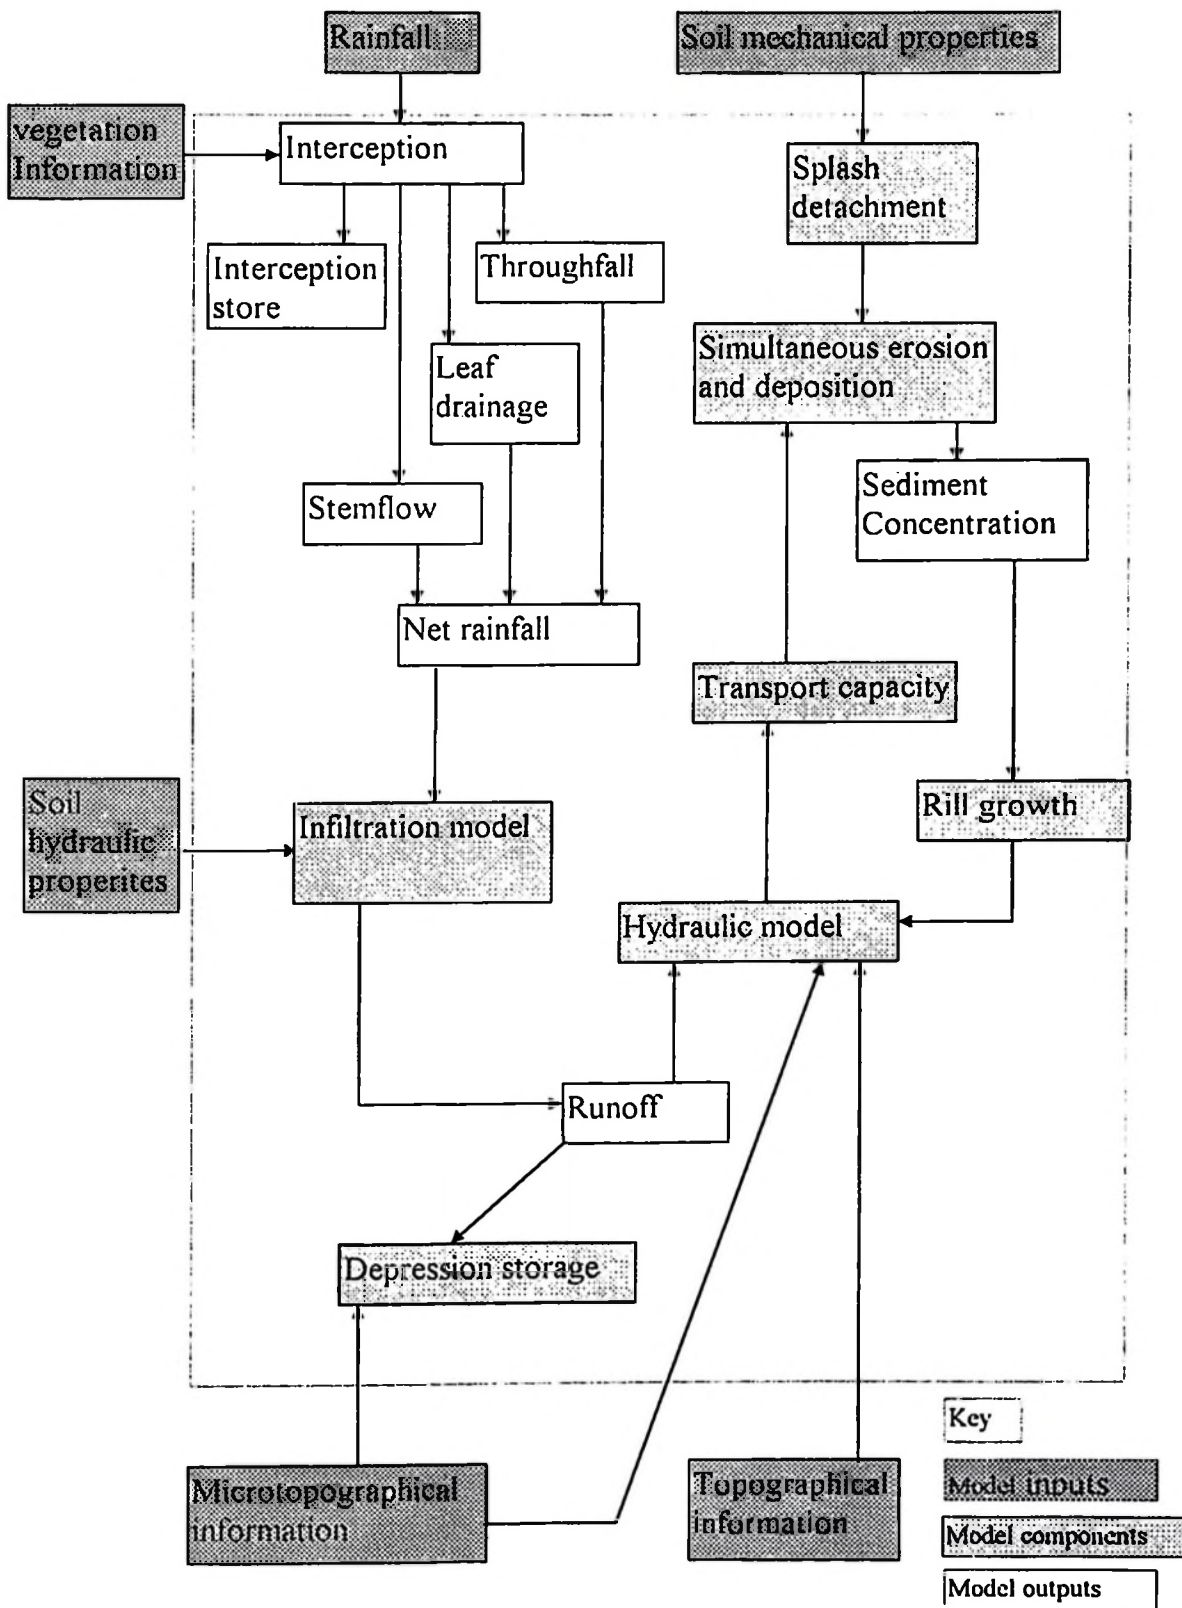 Rainfall
Soil mechanical properties
vegetation
Information
Interception
Splash
detachment
Interception
store
Throughfall
Simultaneous erosion
and deposition
Leaf
drainage
Sediment
Concentration
Stemflow
Net rainfall
Transport capacity
Soil
hydraulic
properites
Infiltration model
Rill growth
Hydraulic model
Runoff
Depression storage
Key
Microtopographical
information
Topographical
information
Model inputs
Model components
Model outputs